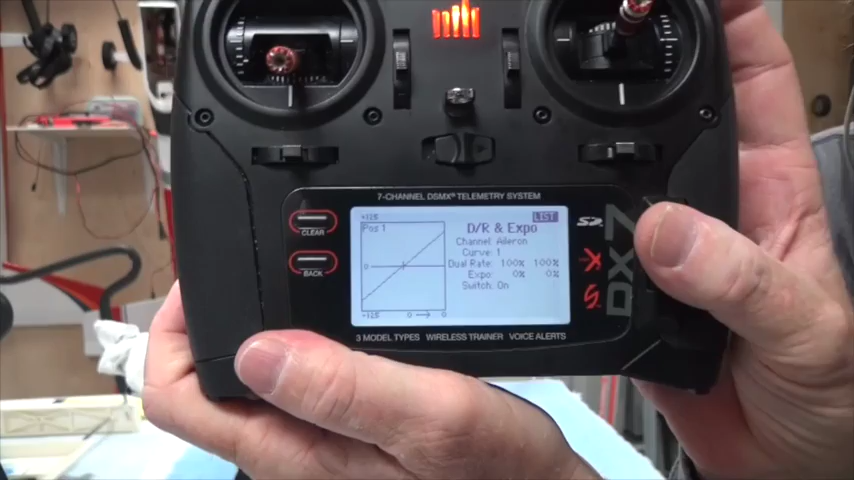 7-CHANNEL DSMX® TELEMETRY SYSTEM
CLEAR
BACK
+125
Pos 1
0
0
0
LIST
D/R & Expo
Channel: Aileron
Curve: 1
Dual Rate: 100% 100%
Expo: 0% 0%
Switch: On
SD
X
DX7
3 MODEL TYPES WIRELESS TRAINER VOICE ALERTS